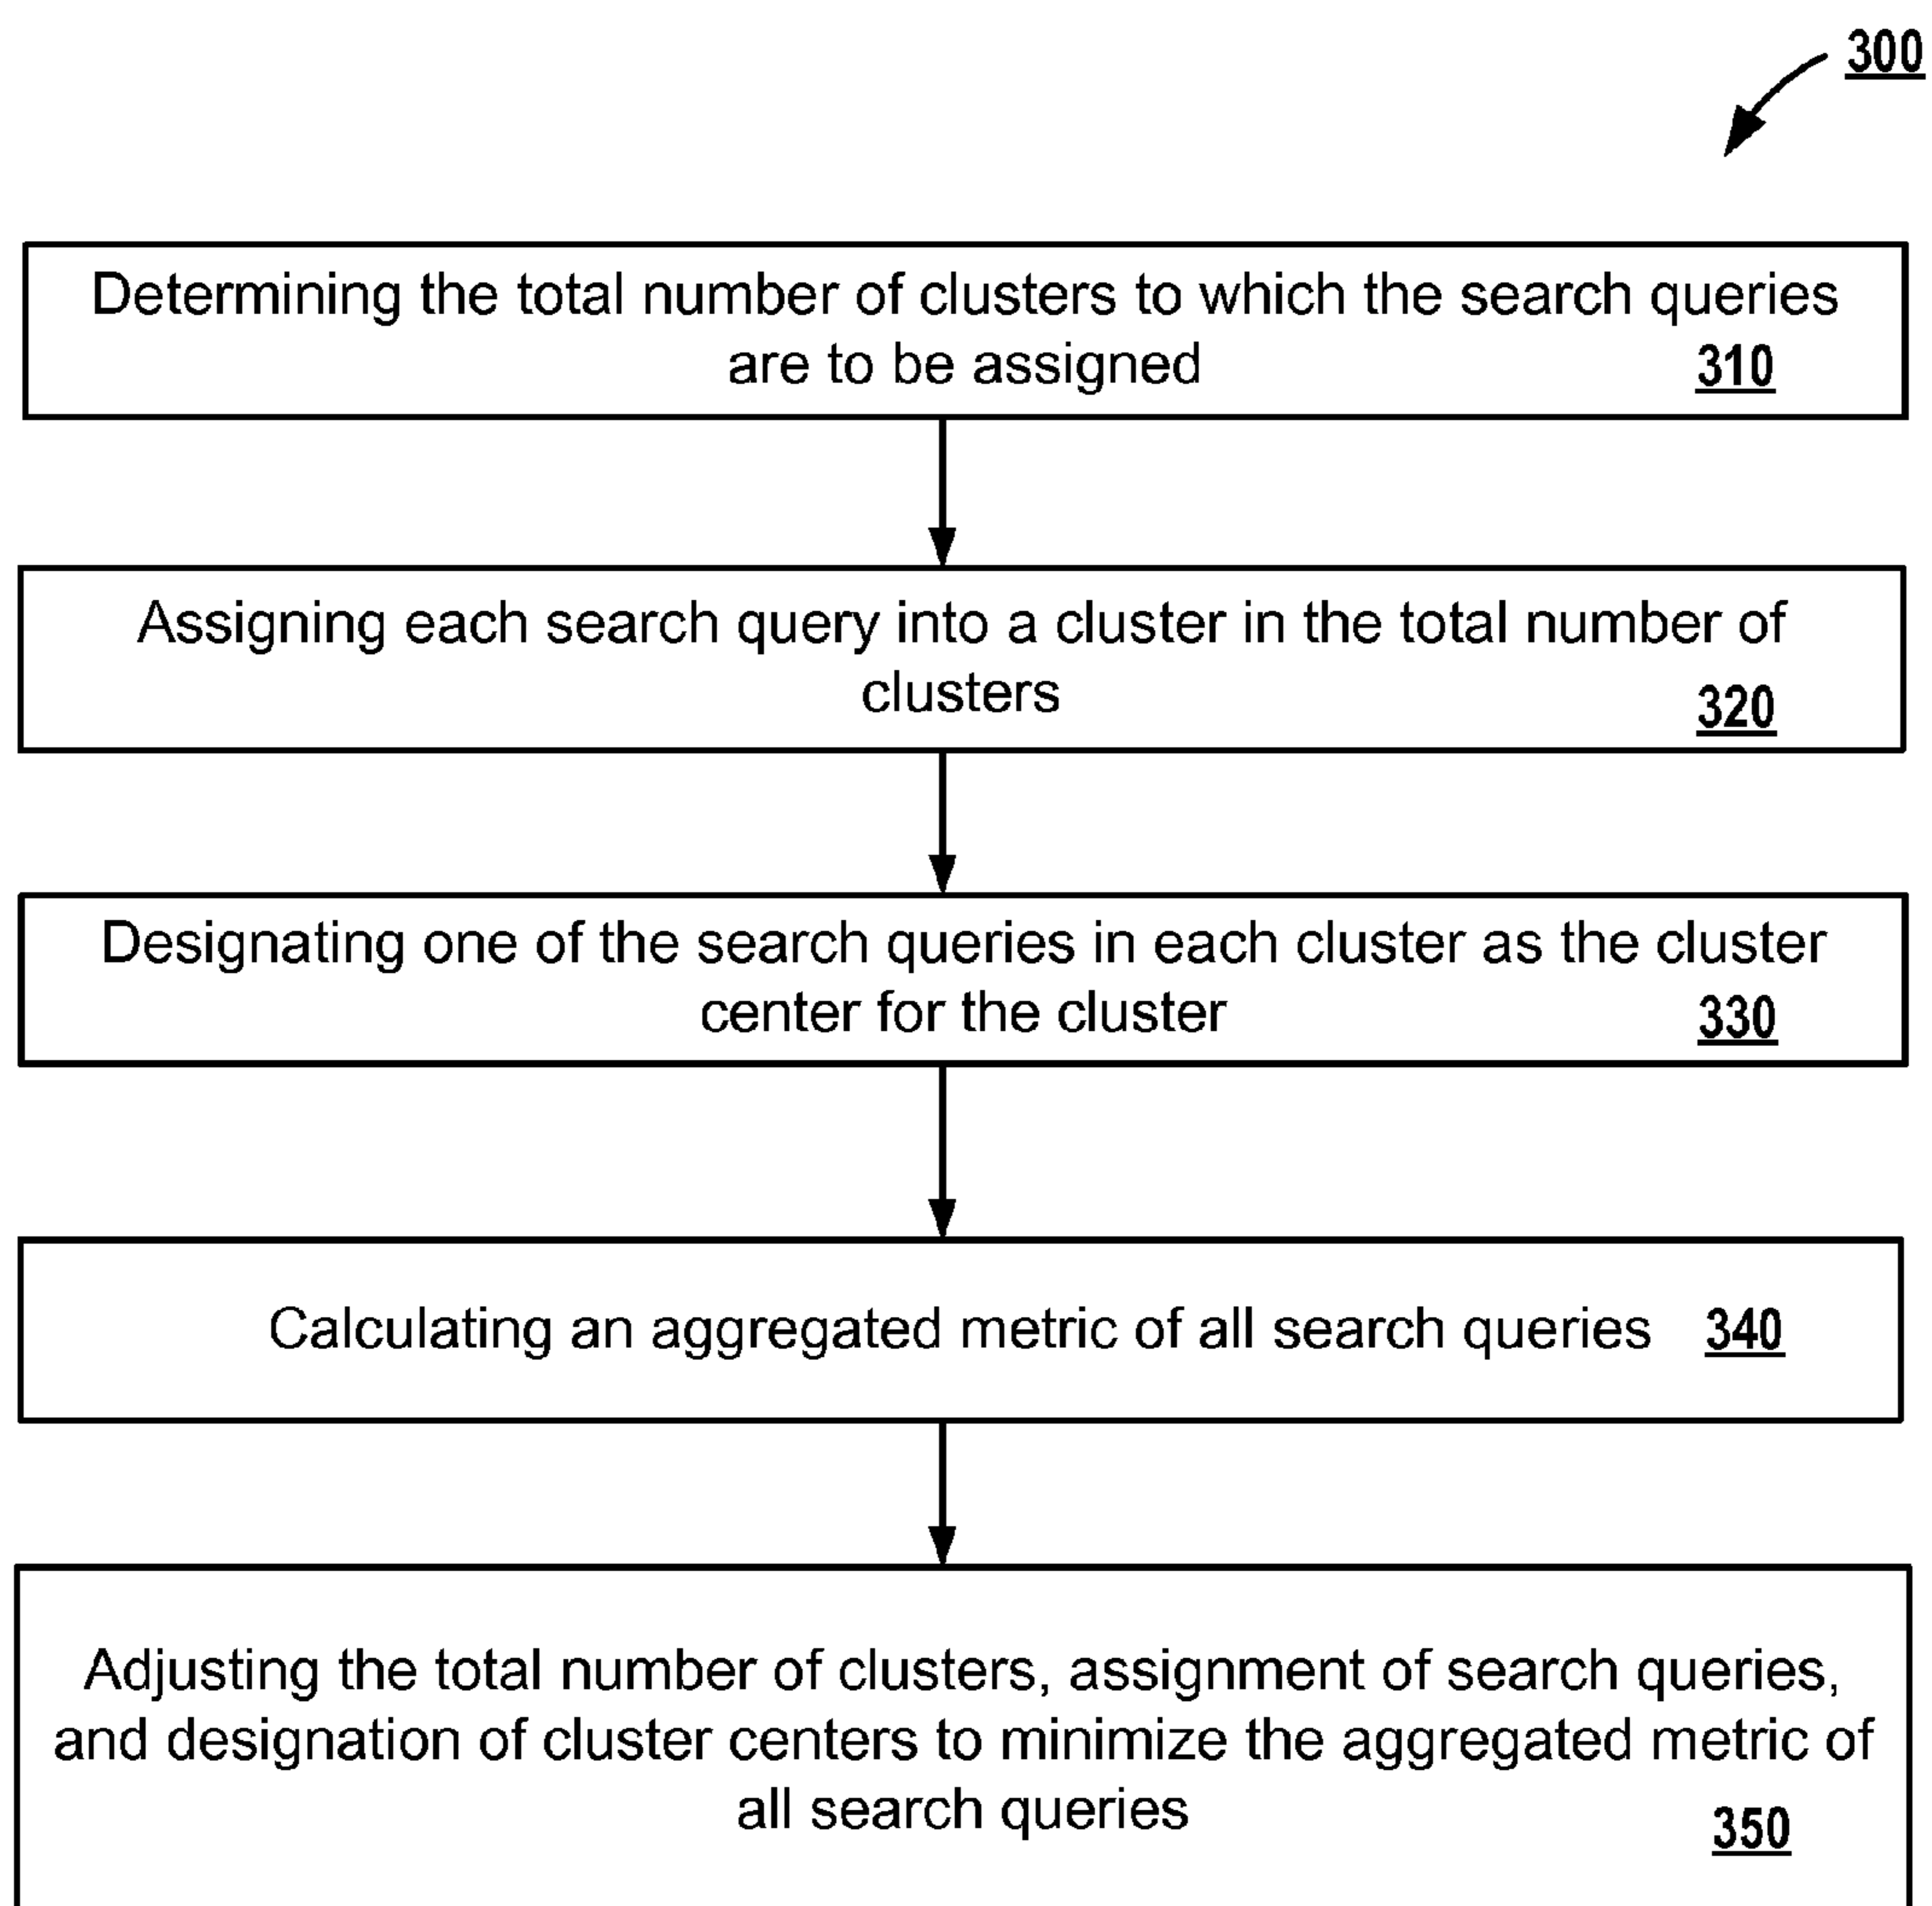 300
Determining the total number of clusters to which the search queries
are to be assigned
310
Assigning each search query into a cluster in the total number of
clusters
320
Designating one of the search queries in each cluster as the cluster
center for the cluster
330
Calculating an aggregated metric of all search queries 340
Adjusting the total number of clusters, assignment of search queries,
and designation of cluster centers to minimize the aggregated metric of
all search queries
350